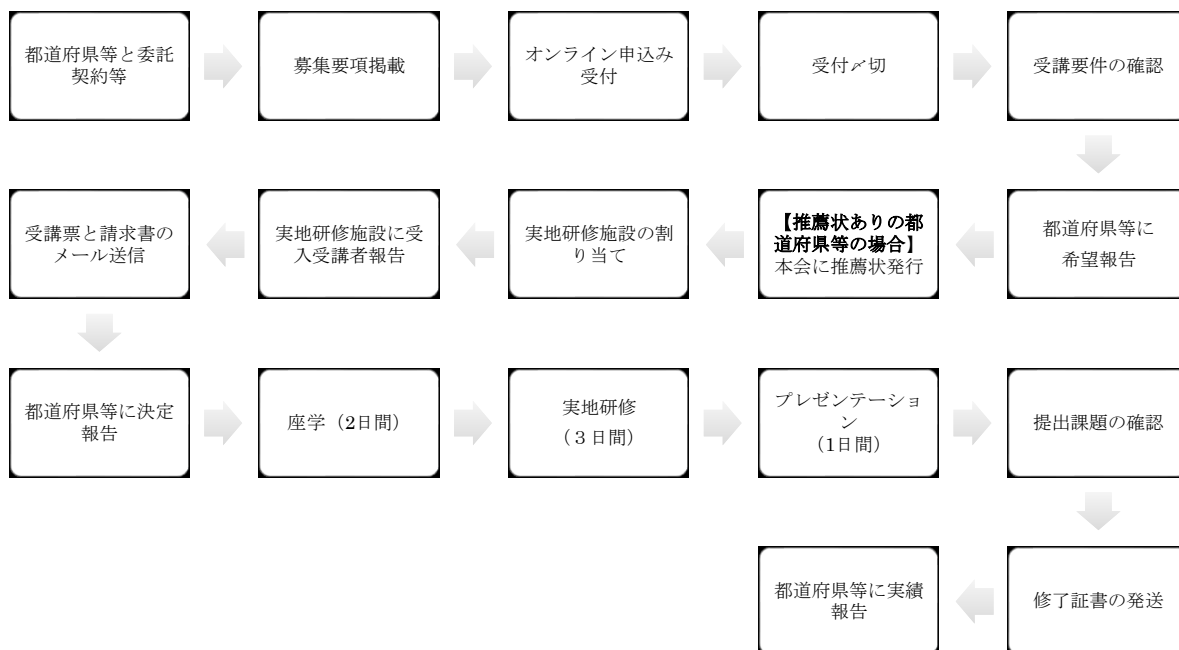 都道府県等と委託
契約等
募集要項掲載
オンライン申込み
受付
受付〆切
受講要件の確認
都道府県等に
希望報告
【推薦状ありの都
道府県等の場合】
本会に推薦状発行
実地研修施設の割
り当て
実地研修施設に受
入受講者報告
受講票と請求書の
メール送信
都道府県等に決定
報告
座学（2日間）
実地研修
（３日間）
プレゼンテーショ
ン
（1日間）
提出課題の確認
修了証書の発送
都道府県等に実績
報告